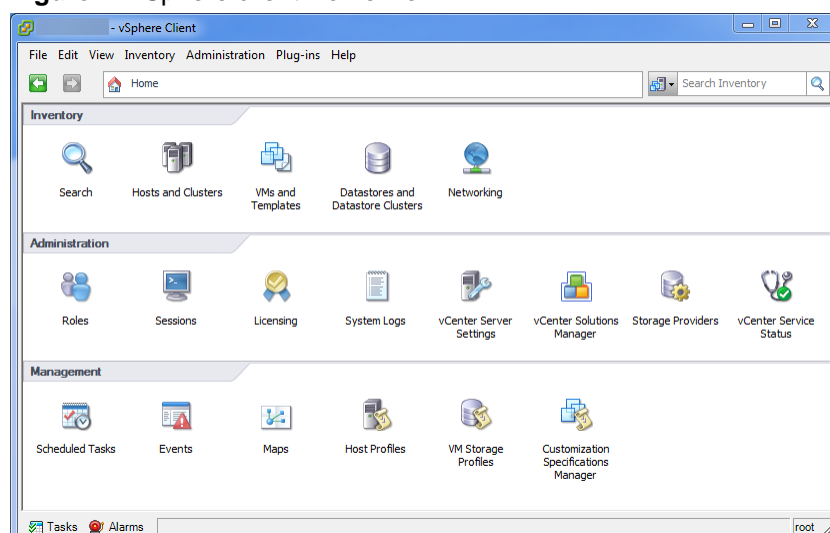 - vSphere Client
File Edit View Inventory Administration Plug-ins Help
Home
Search Inventory
Inventory
Search
Hosts and Clusters
VMs and
Templates
Datastores and
Datastore Clusters
Networking
Administration
Roles
Sessions
Licensing
System Logs
vCenter Server
Settings
vCenter Solutions
Manager
Storage Providers
vCenter Service
Status
Management
Scheduled Tasks
Events
Maps
Host Profiles
VM Storage
Profiles
Customization
Specifications
Manager
Tasks
Alarms
root